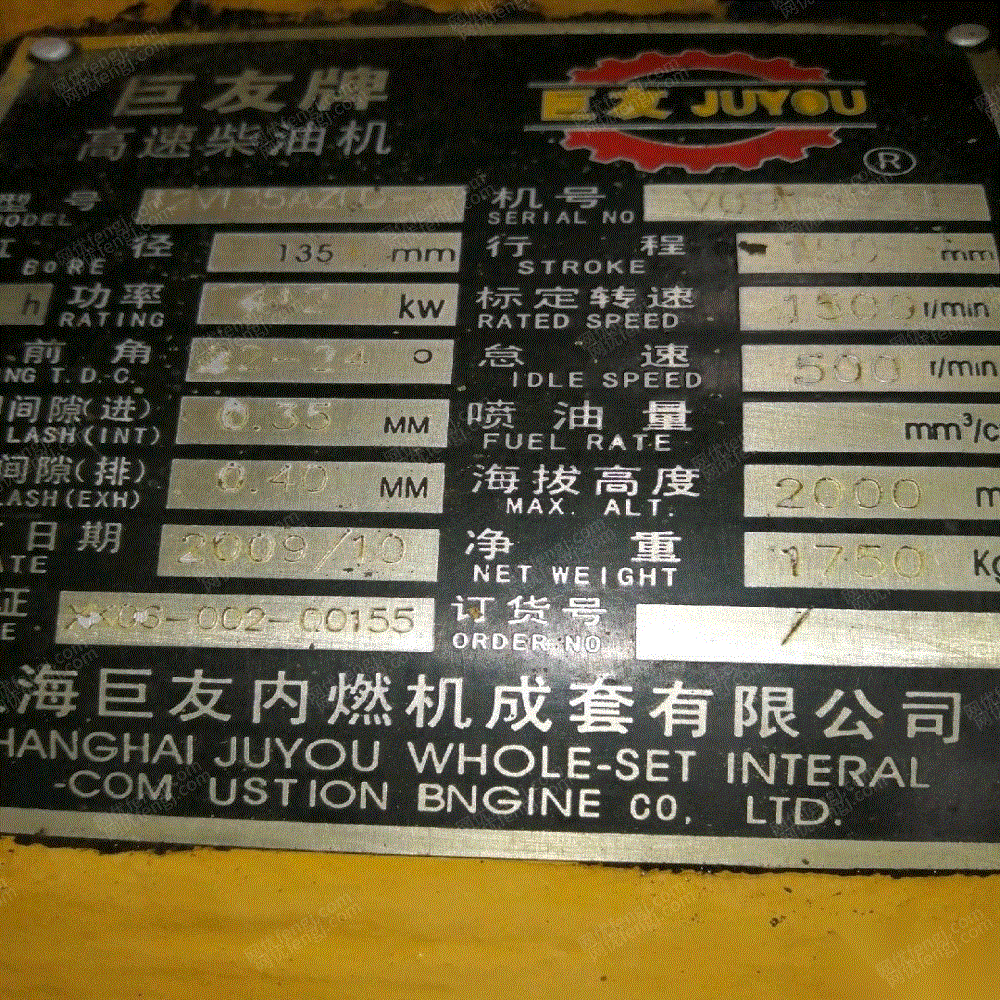 巨友牌
巨友 JUYOU
高速柴油机
®
型 号
MODEL
机号
SERIAL NO
径 135 mm
BORE
行 程 mm
STROKE
h 功率 kw
RATING
标定转速 1500 r/min
RATED SPEED
前 角 °
T.D.C.
怠 速 500 r/min
IDLE SPEED
间隙(进) 0.35 MM
LASH(INT)
喷油量 mm³/c
FUEL RATE
间隙(排) 0.40 MM
LASH(EXH)
海拔高度 2000 m
MAX. ALT.
日期 2009/10
ATE
净 重 1750 Kg
NET WEIGHT
证 XK06-002-00155
E
订货号 /
ORDER NO
海巨友内燃机成套有限公司
HANGHAI JUYOU WHOLE-SET INTERAL
-COM USTION BNGINE CO, LTD.